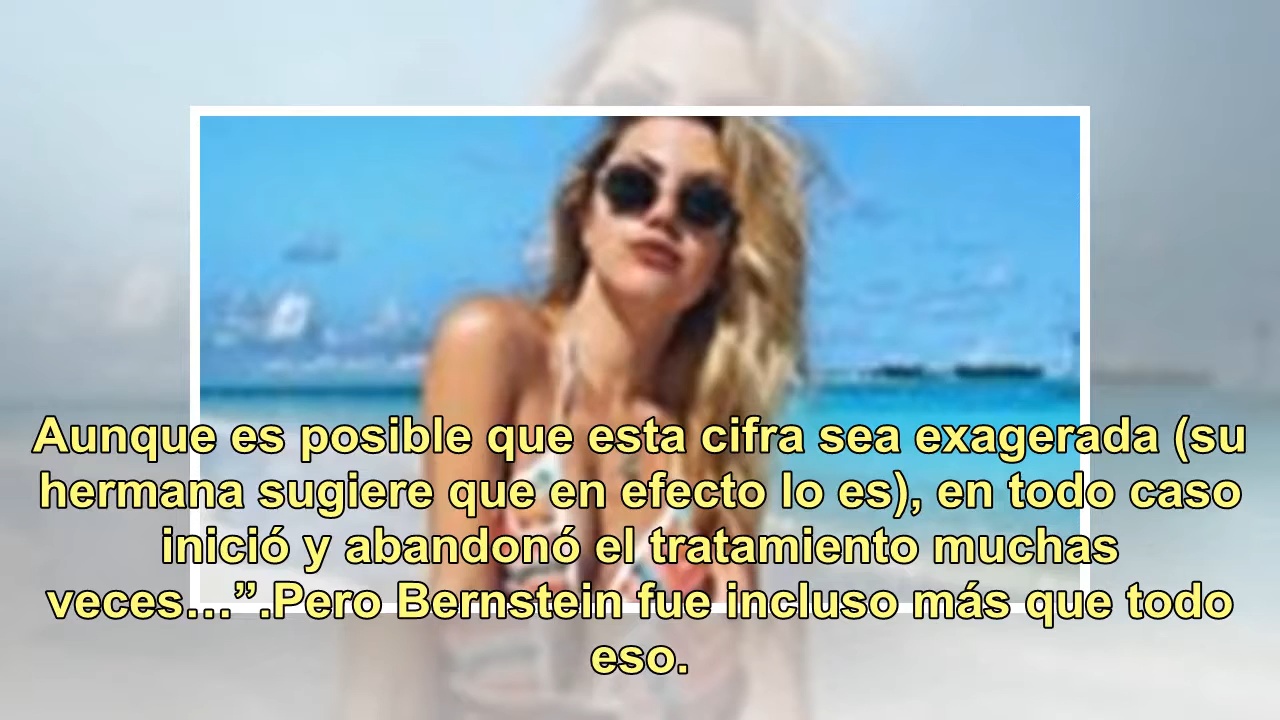 Aunque es posible que esta cifra sea exagerada (su
hermana sugiere que en efecto lo es), en todo caso
inició y abandonó el tratamiento muchas
veces…”.Pero Bernstein fue incluso más que todo
eso.